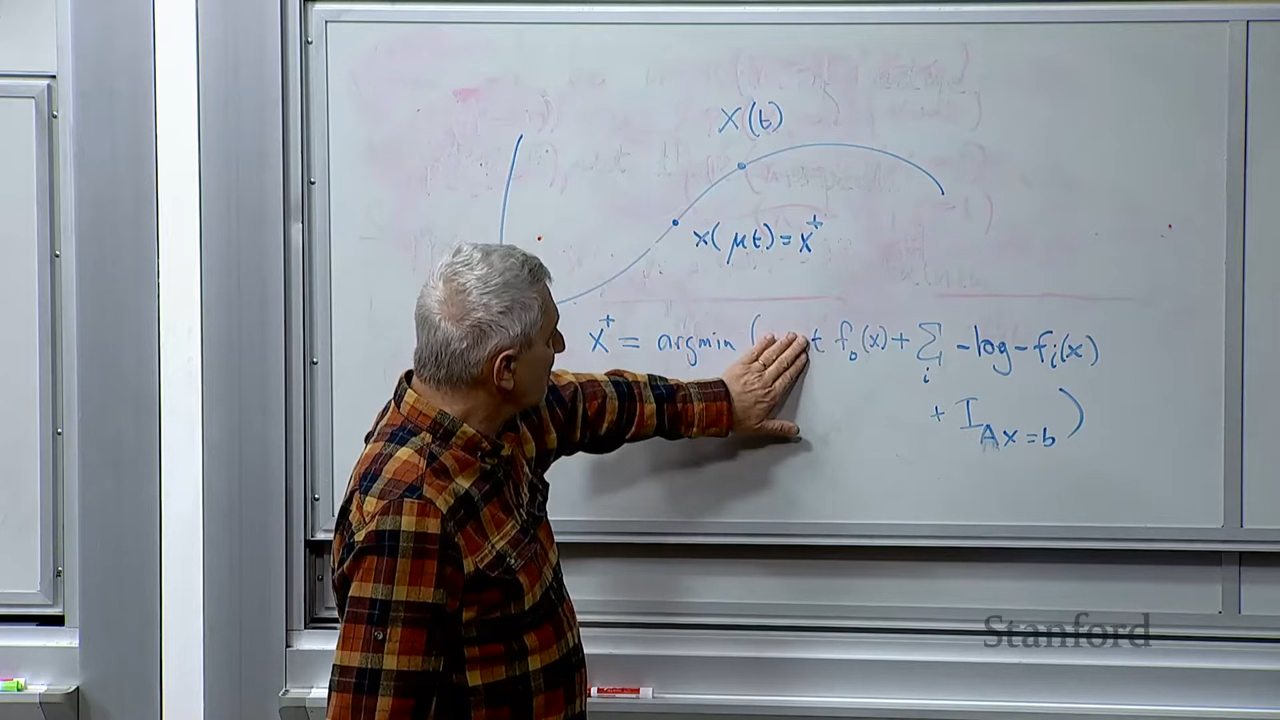 x(t)
x(μt) = x⁺
x⁺ = argmin ( t f₀(x) + Σᵢ -log -fᵢ(x)
+ I_{Ax=b} )
Stanford